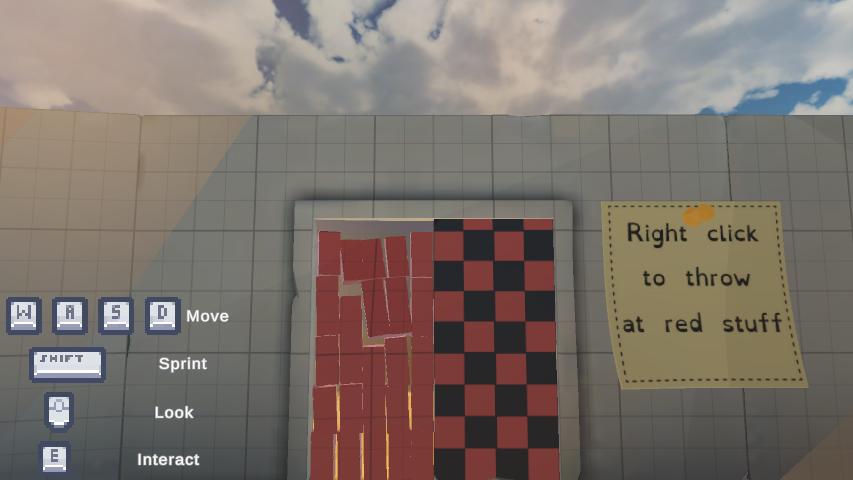 Right click
to throw
at red stuff
W A S D Move
SHIFT Sprint
Look
E Interact